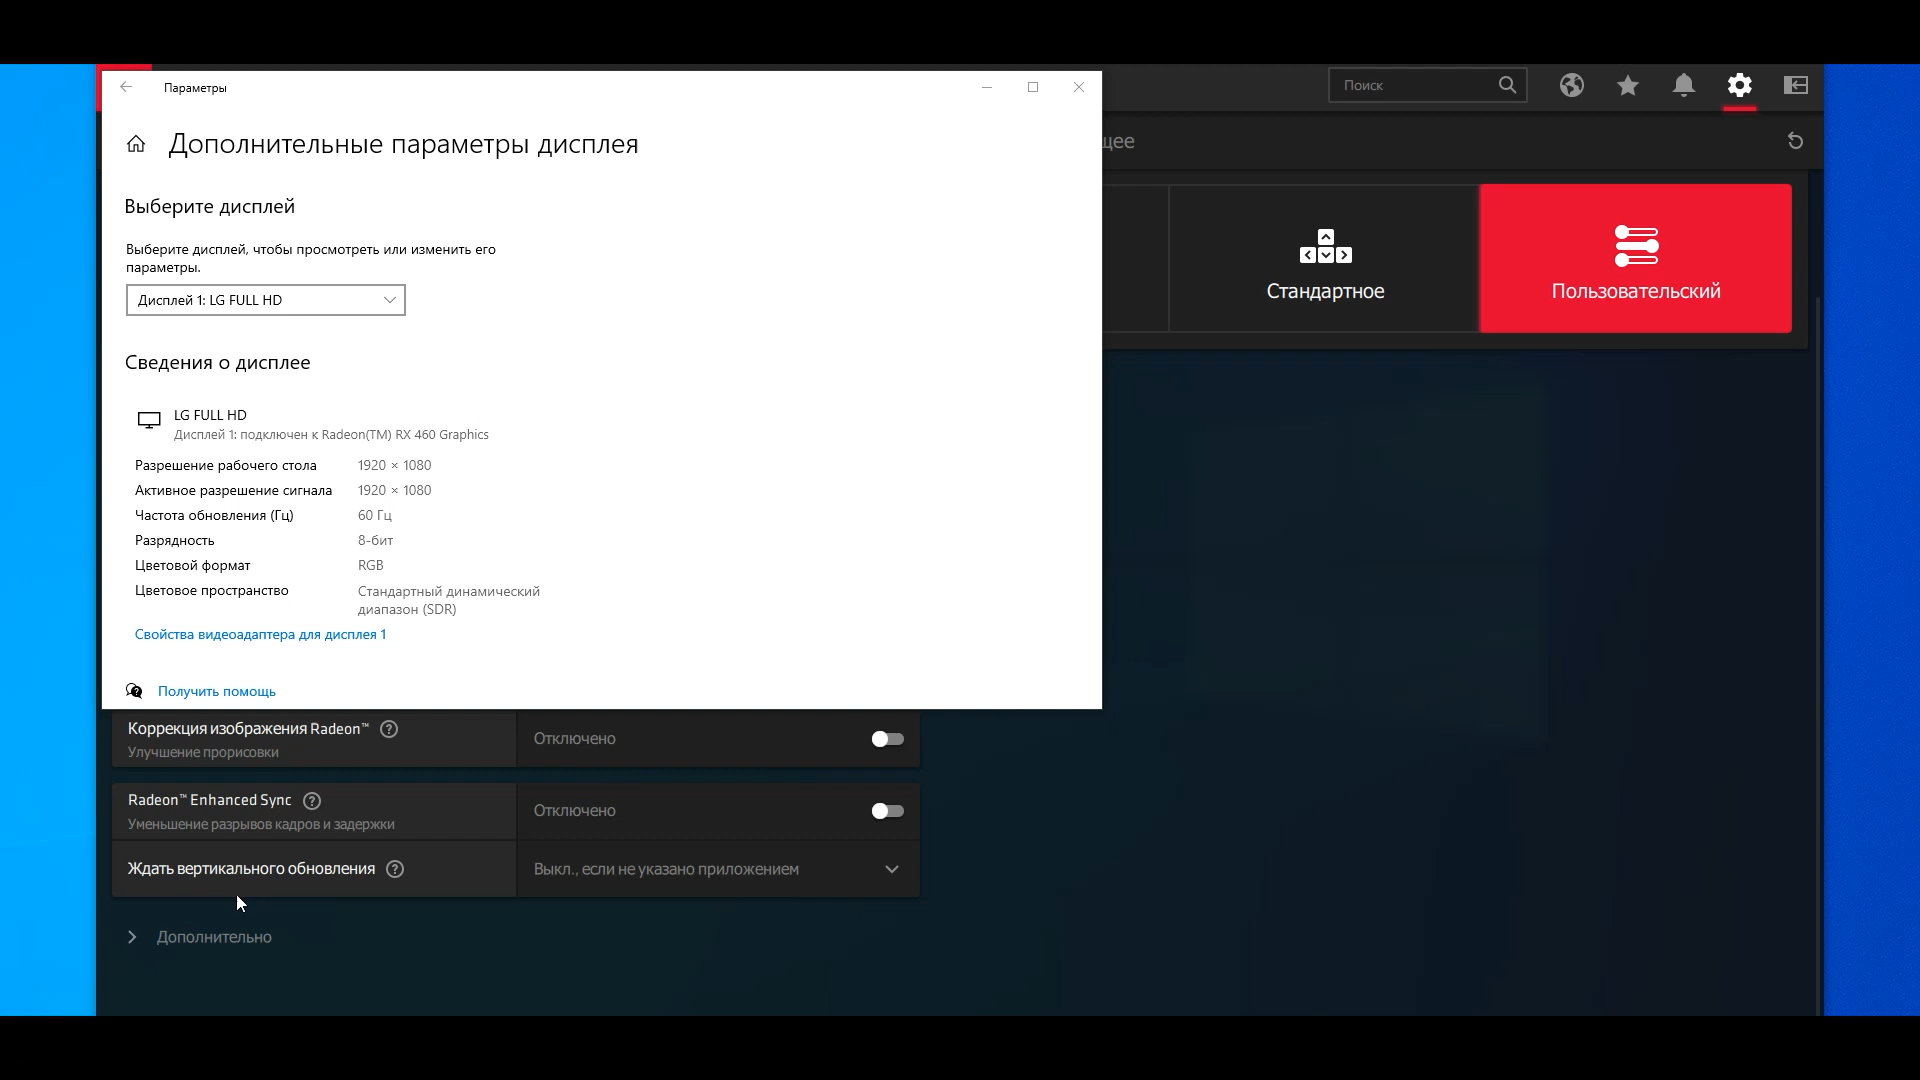 Параметры
Поиск
Дополнительные параметры дисплея
щее
Выберите дисплей
Выберите дисплей, чтобы просмотреть или изменить его
параметры.
Дисплей 1: LG FULL HD
Стандартное
Пользовательский
Сведения о дисплее
LG FULL HD
Дисплей 1: подключен к Radeon(TM) RX 460 Graphics
Разрешение рабочего стола 1920 × 1080
Активное разрешение сигнала 1920 × 1080
Частота обновления (Гц) 60 Гц
Разрядность 8-бит
Цветовой формат RGB
Цветовое пространство Стандартный динамический
диапазон (SDR)
Свойства видеоадаптера для дисплея 1
Получить помощь
Коррекция изображения Radeon™ ?
Отключено
Улучшение прорисовки
Radeon™ Enhanced Sync ?
Отключено
Уменьшение разрывов кадров и задержки
Ждать вертикального обновления ? Выкл., если не указано приложением
Дополнительно